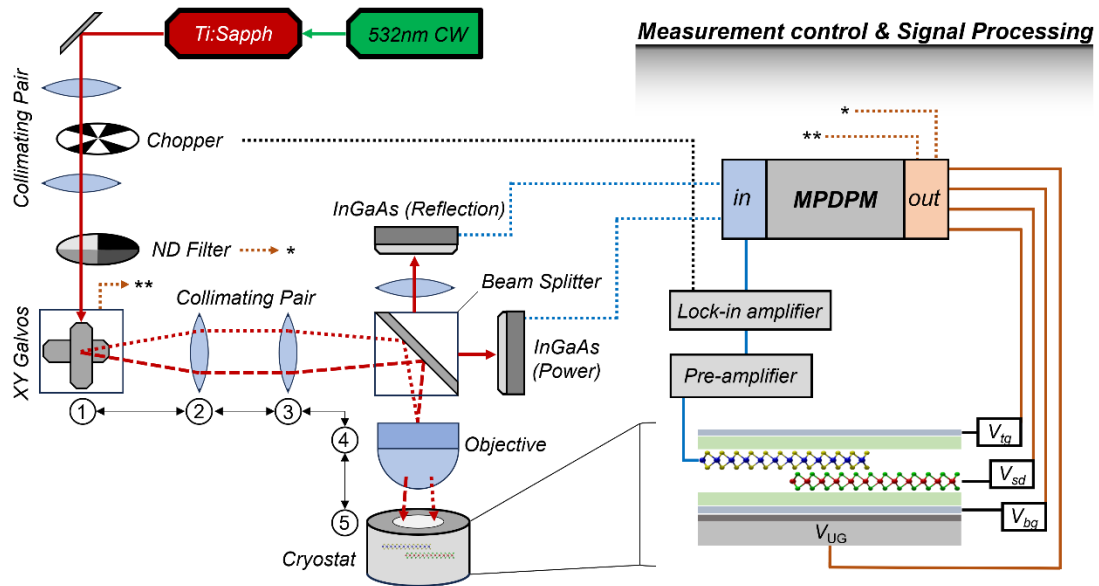 Ti:Sapph
532nm CW
Measurement control & Signal Processing
Collimating Pair
Chopper
*
**
in
MPDPM
out
InGaAs (Reflection)
ND Filter
*
**
Collimating Pair
Beam Splitter
Lock-in amplifier
XY Galvos
InGaAs
(Power)
Pre-amplifier
1
2
3
4
Objective
Vtg
Vsd
5
Vbg
Cryostat
VUG